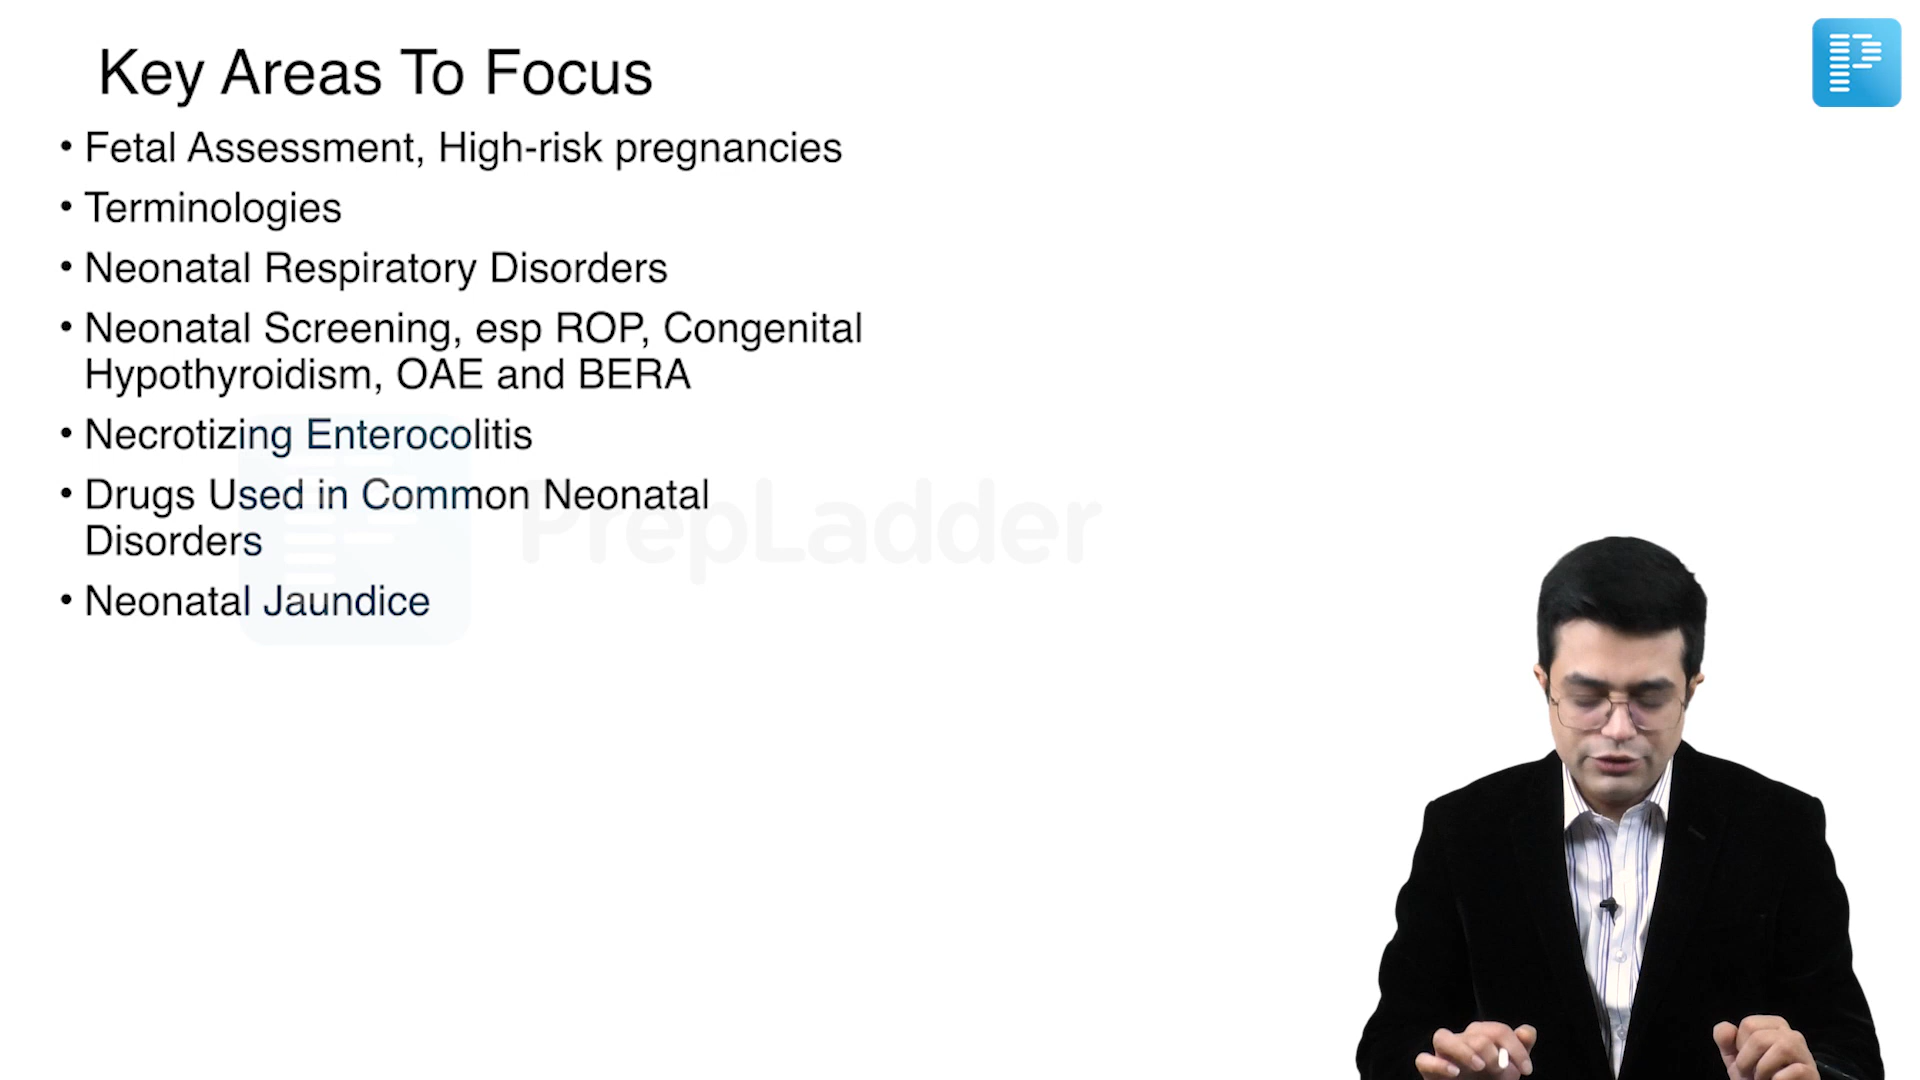 Key Areas To Focus
• Fetal Assessment, High-risk pregnancies
• Terminologies
• Neonatal Respiratory Disorders
• Neonatal Screening, esp ROP, Congenital
Hypothyroidism, OAE and BERA
• Necrotizing Enterocolitis
• Drugs Used in Common Neonatal
Disorders
• Neonatal Jaundice
PrepLadder